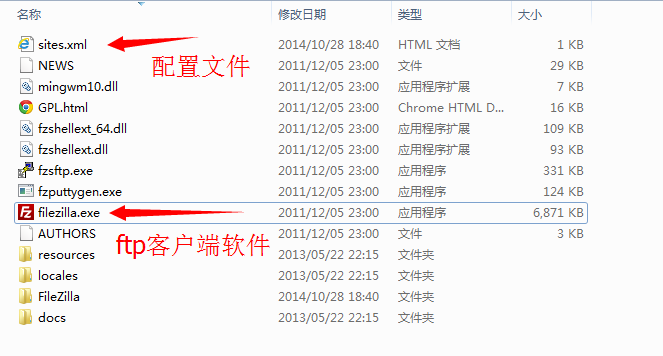 名称 修改日期 类型 大小
sites.xml 2014/10/28 18:40 HTML 文档 1 KB
配置文件
NEWS 2011/12/05 23:00 文件 29 KB
mingwm10.dll 2011/12/05 23:00 应用程序扩展 7 KB
GPL.html 2011/12/05 23:00 Chrome HTML D... 16 KB
fzshellext_64.dll 2011/12/05 23:00 应用程序扩展 109 KB
fzshellext.dll 2011/12/05 23:00 应用程序扩展 93 KB
fzsftp.exe 2011/12/05 23:00 应用程序 331 KB
fzputtygen.exe 2011/12/05 23:00 应用程序 124 KB
filezilla.exe 2011/12/05 23:00 应用程序 6,871 KB
AUTHORS 2011/12/05 23:00 文件 3 KB
ftp客户端软件
resources 2013/05/22 22:15 文件夹
locales 2013/05/22 22:15 文件夹
FileZilla 2014/10/28 18:40 文件夹
docs 2013/05/22 22:15 文件夹